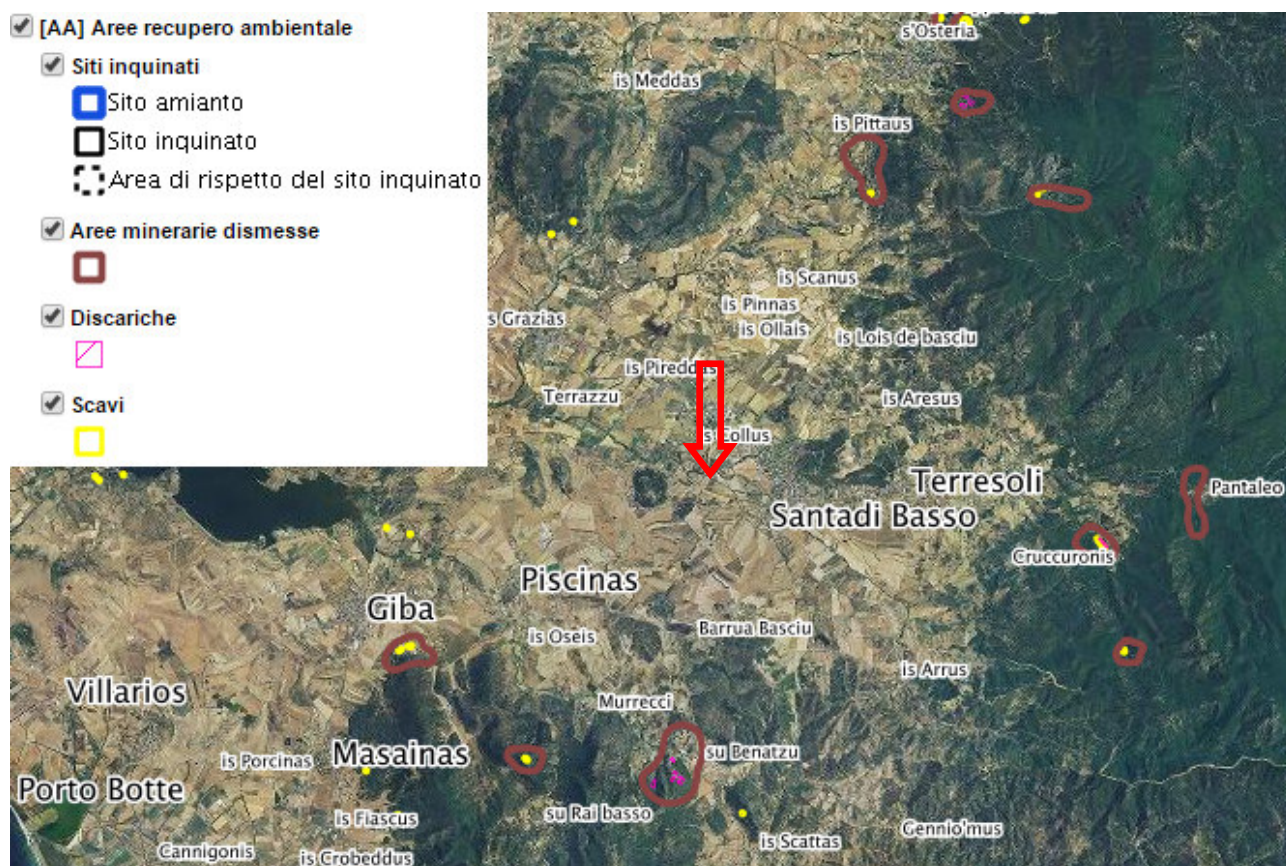 [AA] Aree recupero ambientale
Siti inquinati
Sito amianto
Sito inquinato
Area di rispetto del sito inquinato
Aree minerarie dismesse
Discariche
Scavi
s'Osteria
is Meddas
is Pittaus
is Scanus
is Pinnas
s Grazias
is Ollais
is Lois de basciu
is Pireddas
Terrazzu
is Aresus
is Collus
Terresoli
Pantaleo
Santadi Basso
Cruccuronis
Piscinas
Giba
Barrua Basciu
is Oseis
is Arrus
Villarios
Murrecci
Masainas
su Benatzu
is Porcinas
Porto Botte
su Rai basso
is Fiascus
Gennio'mus
is Scattas
Cannigonis
is Crobeddus